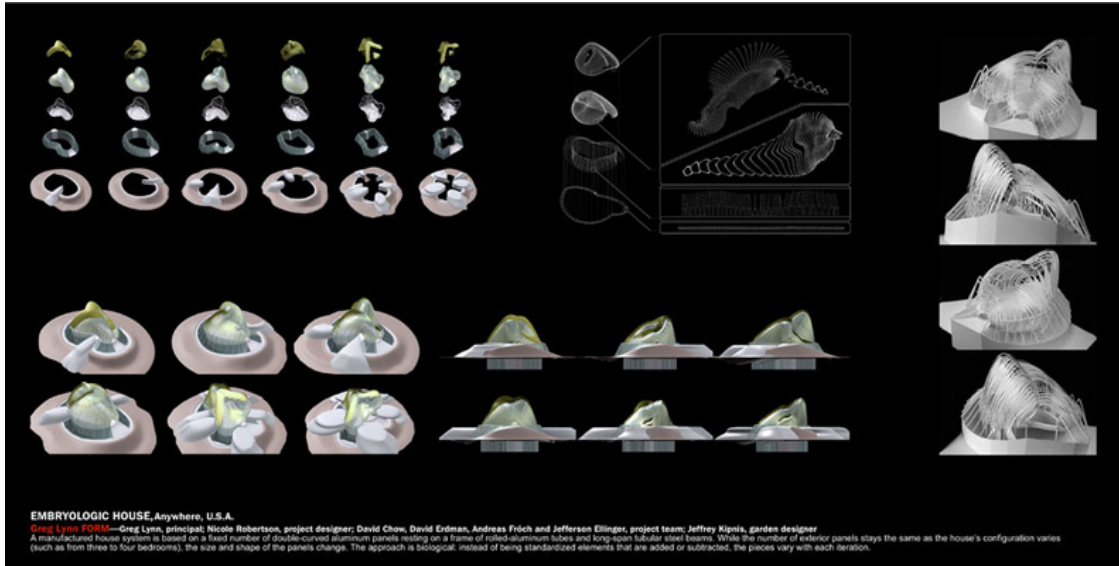 EMBRYOLOGIC HOUSE, Anywhere, U.S.A.
Greg Lynn FORM—Greg Lynn, principal; Nicole Robertson, project designer; David Chow, David Erdman, Andreas Fröch and Jefferson Ellinger, project team; Jeffrey Kipnis, garden designer
A manufactured house system is based on a fixed number of double-curved aluminum panels resting on a frame of rolled-aluminum tubes and long-span tubular steel beams. While the number of exterior panels stays the same as the house's configuration varies
(such as from three to four bedrooms), the size and shape of the panels change. The approach is biological: instead of being standardized elements that are added or subtracted, the pieces vary with each iteration.